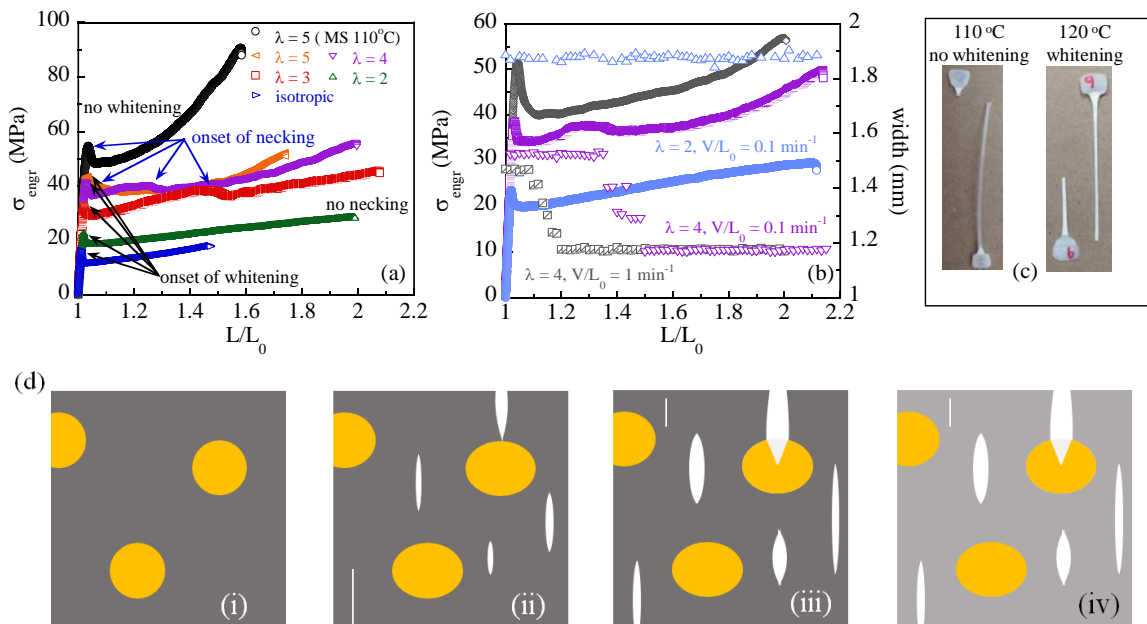 100
80
60
40
20
0
σengr (MPa)
λ = 5 ( MS 110°C)
λ = 5
λ = 4
λ = 3
λ = 2
isotropic
no whitening
onset of necking
no necking
onset of whitening
(a)
1 1.2 1.4 1.6 1.8 2 2.2
L/L0
60
50
40
30
20
10
0
σengr (MPa)
λ = 2, V/L0 = 0.1 min-1
λ = 4, V/L0 = 0.1 min-1
λ = 4, V/L0 = 1 min-1
(b)
1 1.2 1.4 1.6 1.8 2 2.2
L/L0
2
1.8
1.6
1.4
1.2
1
width (mm)
110 °C
no whitening
120 °C
whitening
9
6
(c)
(d)
(i)
(ii)
(iii)
(iv)